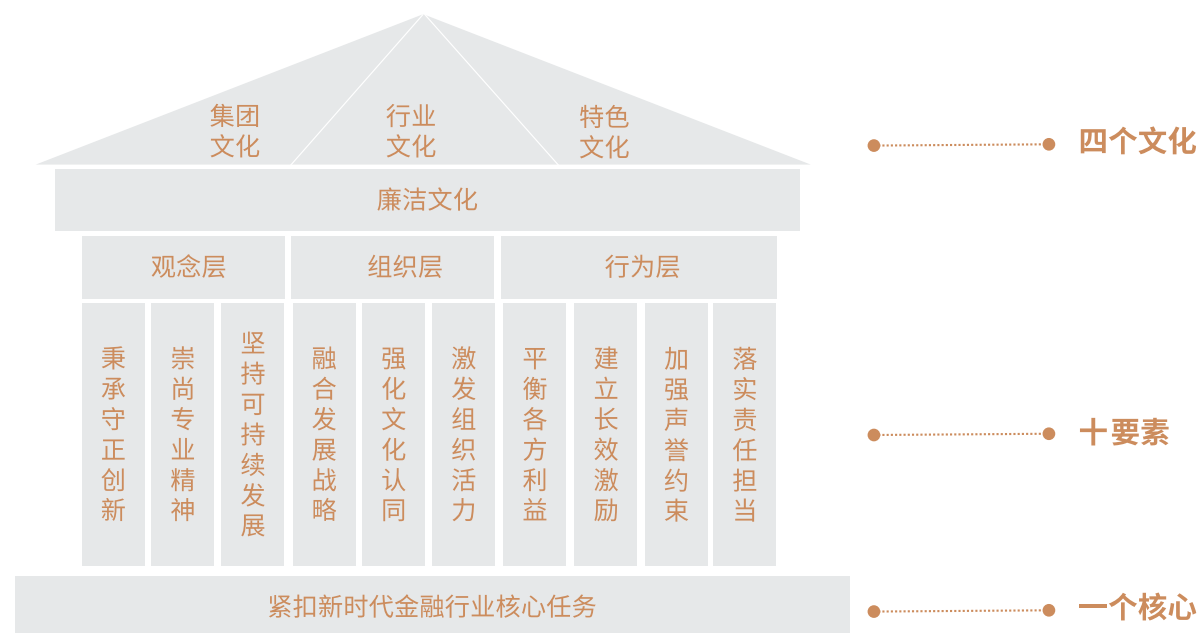 集团
文化
行业
文化
特色
文化
四个文化
廉洁文化
观念层
组织层
行为层
秉承守正创新
崇尚专业精神
坚持可持续发展
融合发展战略
强化文化认同
激发组织活力
平衡各方利益
建立长效激励
加强声誉约束
落实责任担当
十要素
紧扣新时代金融行业核心任务
一个核心